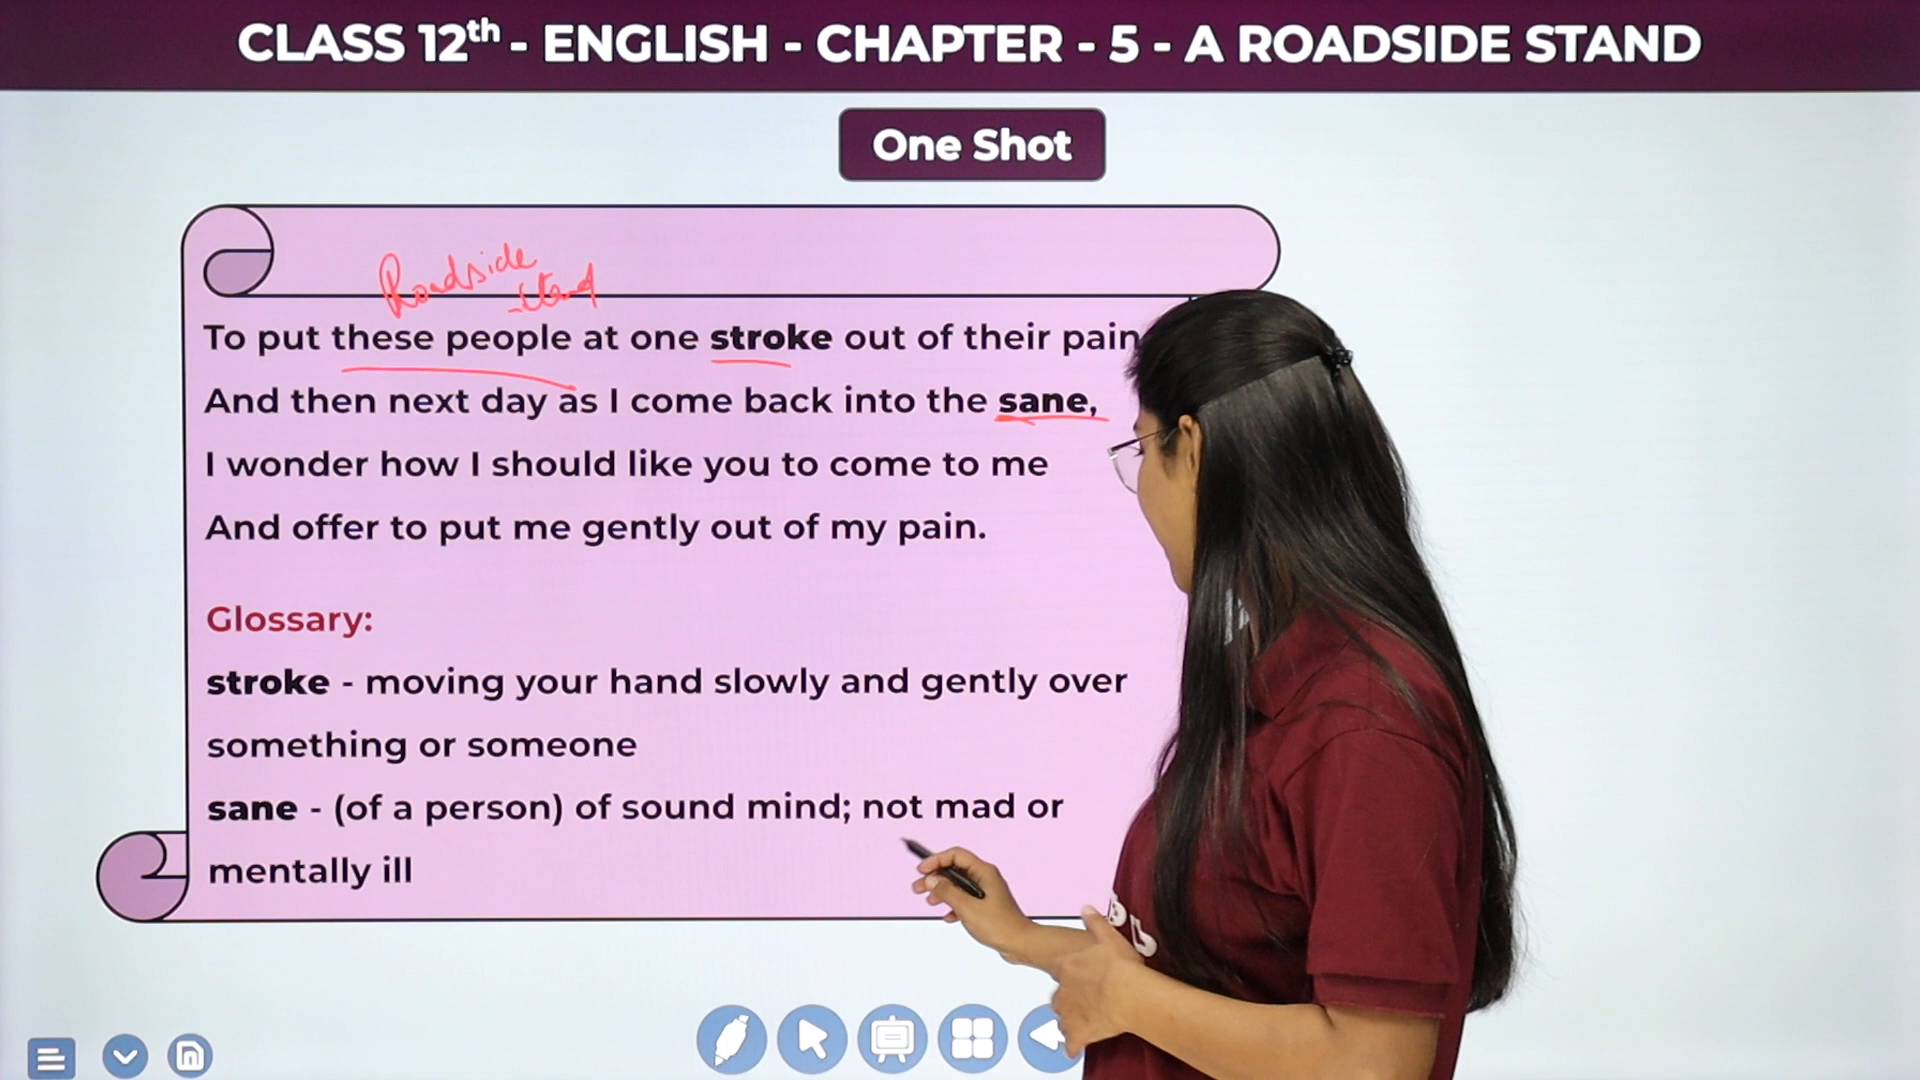 CLASS 12th - ENGLISH - CHAPTER - 5 - A ROADSIDE STAND
One Shot
Roadside
stand
To put these people at one stroke out of their pain
And then next day as I come back into the sane,
I wonder how I should like you to come to me
And offer to put me gently out of my pain.
Glossary:
stroke - moving your hand slowly and gently over
something or someone
sane - (of a person) of sound mind; not mad or
mentally ill